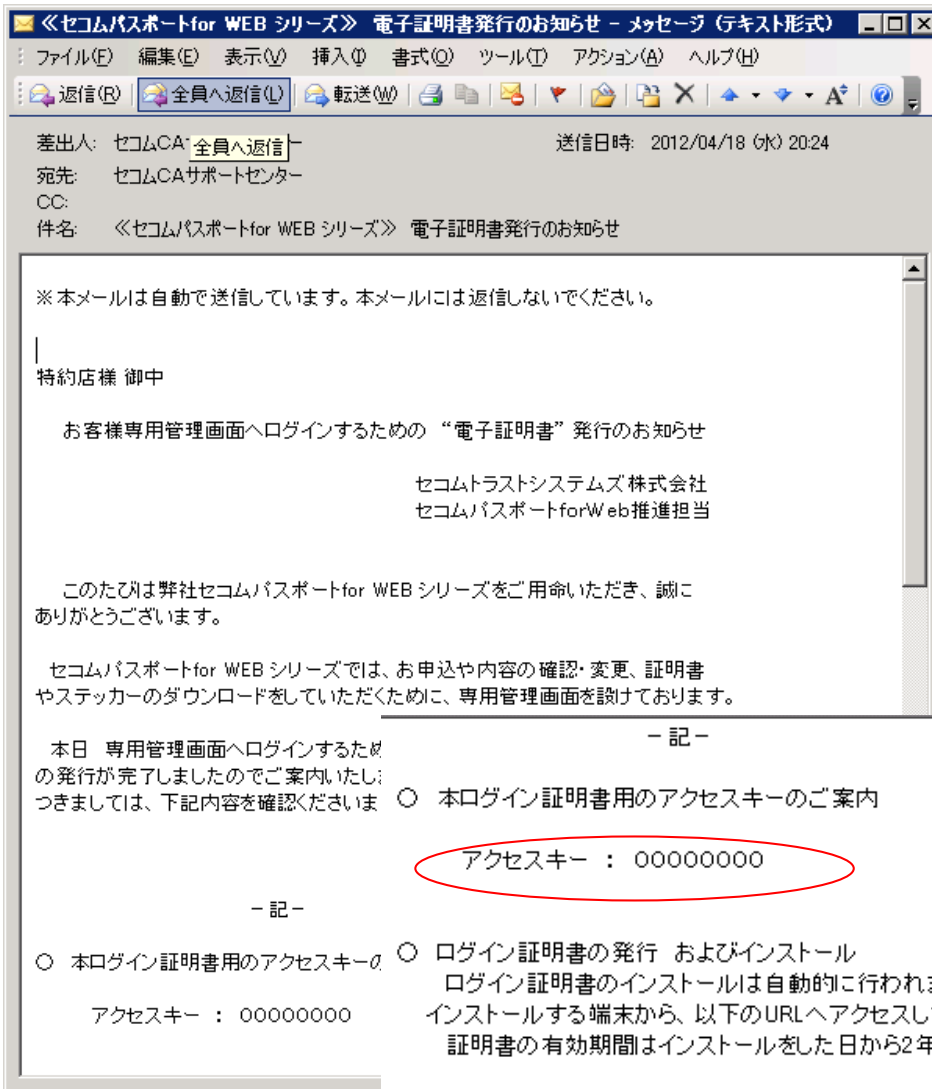 ≪セコムパスポートfor WEB シリーズ≫ 電子証明書発行のお知らせ - メッセージ (テキスト形式)
ファイル(F) 編集(E) 表示(V) 挿入(I) 書式(O) ツール(T) アクション(A) ヘルプ(H)
返信(R) 全員へ返信(L) 転送(W)
差出人: セコムCA 送信日時: 2012/04/18 (水) 20:24
全員へ返信
宛先: セコムCAサポートセンター
CC:
件名: ≪セコムパスポートfor WEB シリーズ≫ 電子証明書発行のお知らせ
※本メールは自動で送信しています。本メールには返信しないでください。
特約店様 御中
お客様専用管理画面へログインするための “電子証明書” 発行のお知らせ
セコムトラストシステムズ株式会社
セコムパスポートforWeb推進担当
このたびは弊社セコムパスポートfor WEB シリーズをご用命いただき、誠に
ありがとうございます。
セコムパスポートfor WEB シリーズでは、お申込や内容の確認・変更、証明書
やステッカーのダウンロードをしていただくために、専用管理画面を設けております。
本日 専用管理画面へログインするため
の発行が完了しましたのでご案内いたしま
つきましては、下記内容を確認くださいま
－記－
○ 本ログイン証明書用のアクセスキーの
アクセスキー : 00000000
－記－
○ 本ログイン証明書用のアクセスキーのご案内
アクセスキー : 00000000
○ ログイン証明書の発行 およびインストール
ログイン証明書のインストールは自動的に行われま
インストールする端末から、以下のURLへアクセスし
証明書の有効期間はインストールをした日から2年